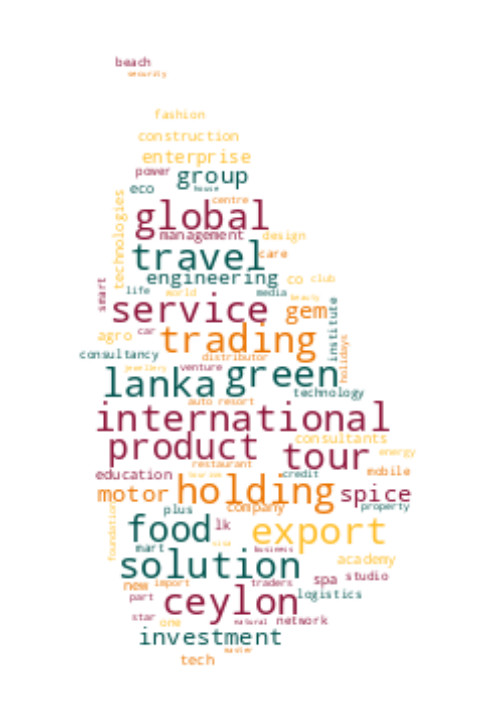 beach
security
fashion
construction
enterprise
power group
eco house
centre
technologies
global
management design
travel care
engineering co club
life world media beauty
smart
service gem
institute
agro car trading
holidays
consultancy distributor
jewellery venture
lanka green
technology
auto resort
international
product tour
consultants
energy
restaurant
education credit mobile
motor holding spice
company property
plus
foundation
food lk export
mart business
solution academy
spa studio
new import traders
part ceylon logistics
star one natural network
investment
master
tech